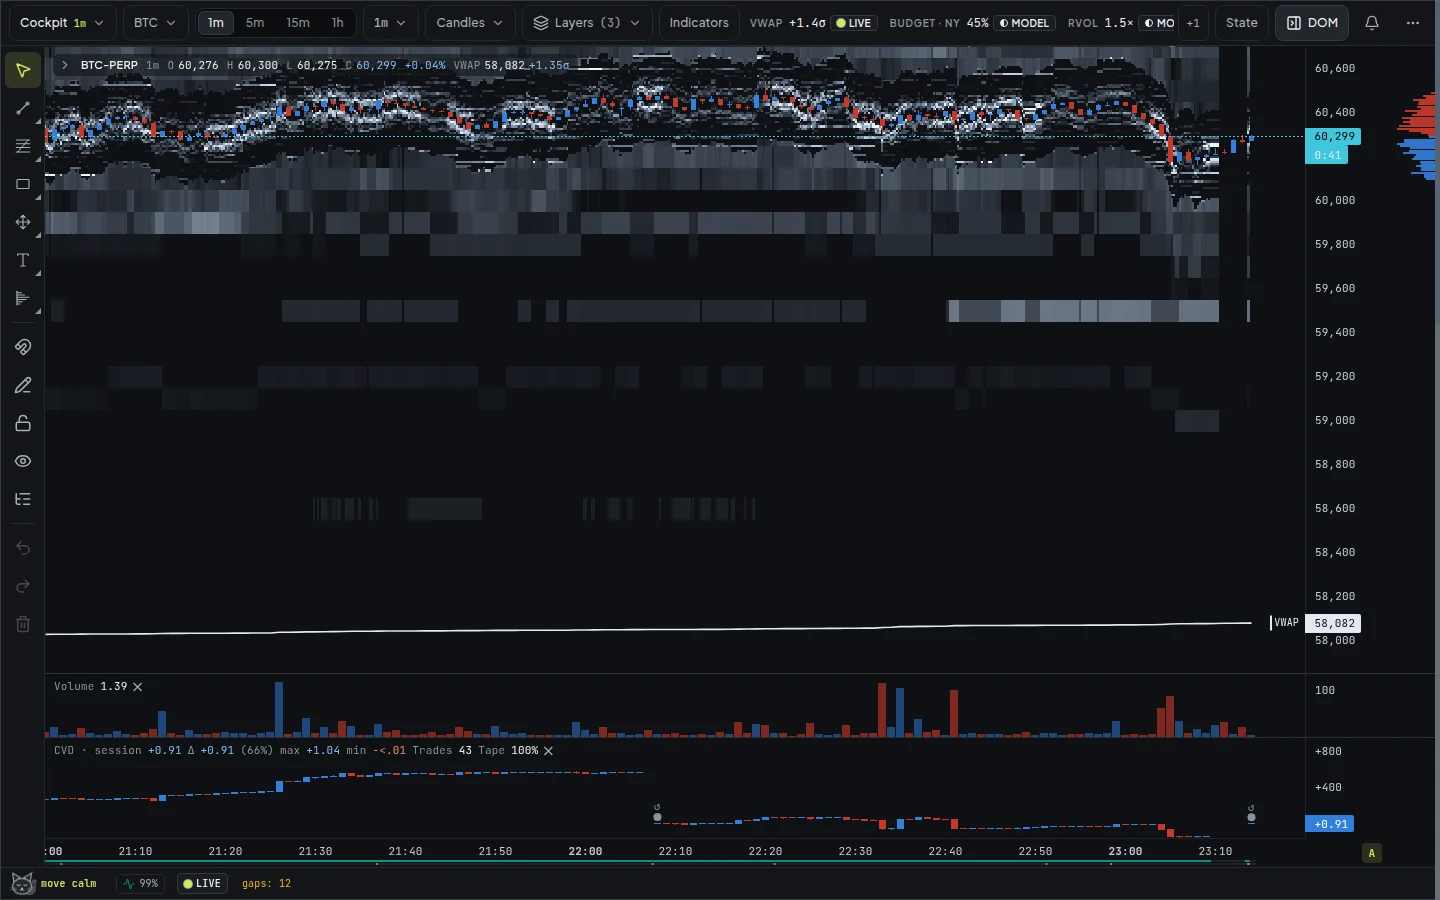 Cockpit 1m BTC 1m 5m 15m 1h 1m Candles Layers (3) Indicators VWAP +1.4σ LIVE BUDGET · NY 45% MODEL RVOL 1.5× MO +1 State DOM
BTC-PERP 1m O 60,276 H 60,300 L 60,275 C 60,299 +0.04% VWAP 58,082 +1.35σ
60,600
60,400
60,299
0:41
60,000
59,800
59,600
59,400
59,200
59,000
58,800
58,600
58,400
58,200
VWAP 58,082
58,000
Volume 1.39
100
CVD · session +0.91 Δ +0.91 (66%) max +1.04 min -<.01 Trades 43 Tape 100%
+800
+400
+0.91
:00 21:10 21:20 21:30 21:40 21:50 22:00 22:10 22:20 22:30 22:40 22:50 23:00 23:10 A
move calm 99% LIVE gaps: 12